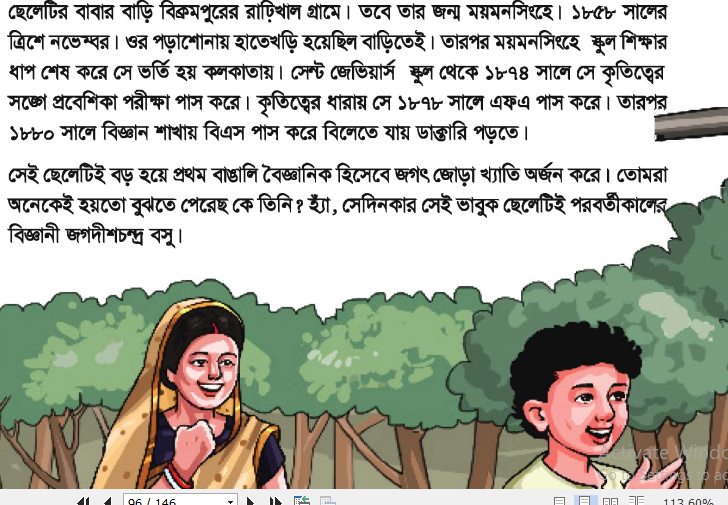 ছেলেটির বাবার বাড়ি বিক্রমপুরের রাঢ়িখাল গ্রামে। তবে তার জন্ম ময়মনসিংহে। ১৮৫৮ সালের
ত্রিশে নভেম্বর। ওর পড়াশোনায় হাতেখড়ি হয়েছিল বাড়িতেই। তারপর ময়মনসিংহে স্কুল শিক্ষার
ধাপ শেষ করে সে ভর্তি হয় কলকাতায়। সেন্ট জেভিয়ার্স স্কুল থেকে ১৮৭৪ সালে সে কৃতিত্বের
সঙ্গে প্রবেশিকা পরীক্ষা পাস করে। কৃতিত্বের ধারায় সে ১৮৭৮ সালে এফএ পাস করে। তারপর
১৮৮০ সালে বিজ্ঞান শাখায় বিএস পাস করে বিলেতে যায় ডাক্তারি পড়তে।
সেই ছেলেটিই বড় হয়ে প্রথম বাঙালি বৈজ্ঞানিক হিসেবে জগৎ জোড়া খ্যাতি অর্জন করে। তোমরা
অনেকেই হয়তো বুঝতে পেরেছ কে তিনি? হ্যাঁ, সেদিনকার সেই ভাবুক ছেলেটিই পরবর্তীকালের
বিজ্ঞানী জগদীশচন্দ্র বসু।
Activate Windo
96 / 146
113.60%